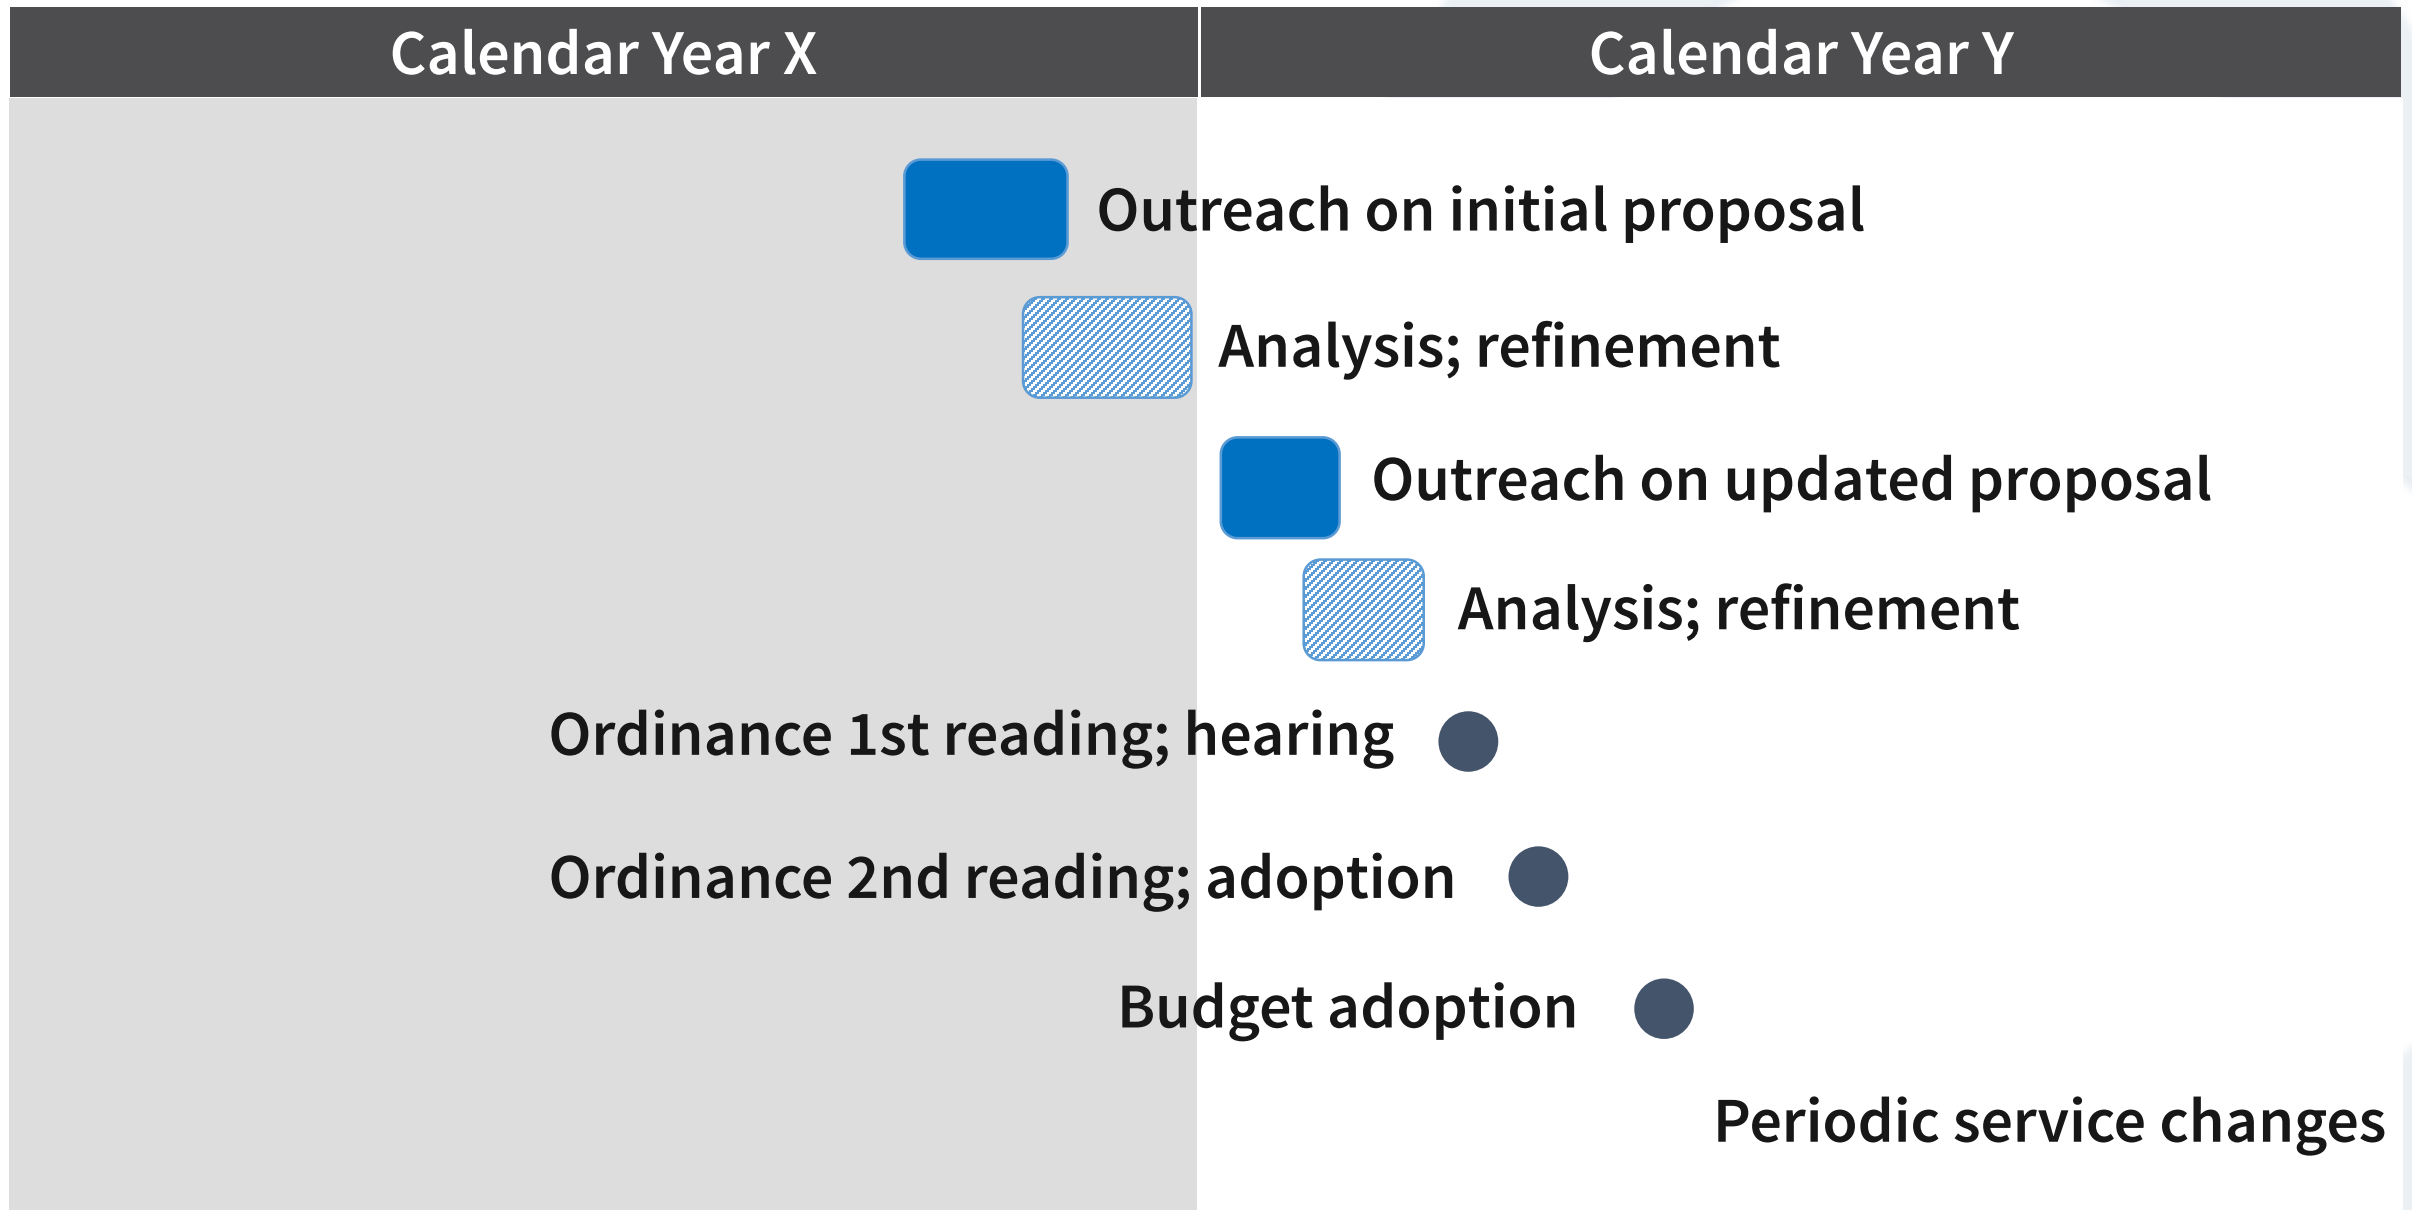 Calendar Year X
Calendar Year Y
Outreach on initial proposal
Analysis; refinement
Outreach on updated proposal
Analysis; refinement
Ordinance 1st reading; hearing
Ordinance 2nd reading; adoption
Budget adoption
Periodic service changes